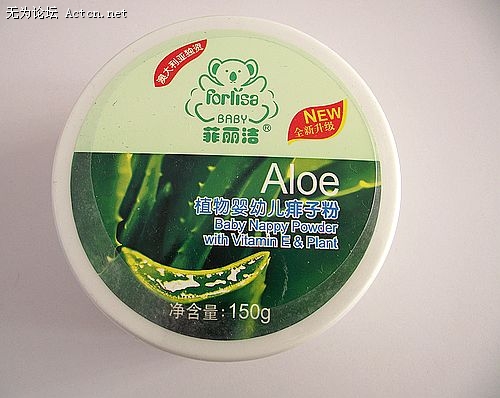 无为论坛 Actcn.net
澳大利亚独资
forlisa
BABY
菲丽洁®
NEW
全新升级
Aloe
植物婴幼儿痱子粉
Baby Nappy Powder
with Vitamin E & Plant
净含量:150g